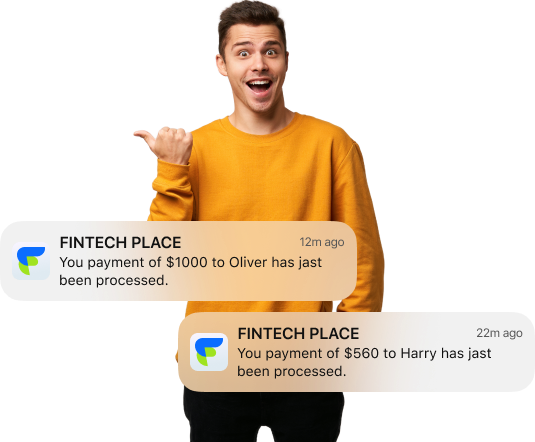 FINTECH PLACE 12m ago
You payment of $1000 to Oliver has jast
been processed.
FINTECH PLACE 22m ago
You payment of $560 to Harry has jast
been processed.